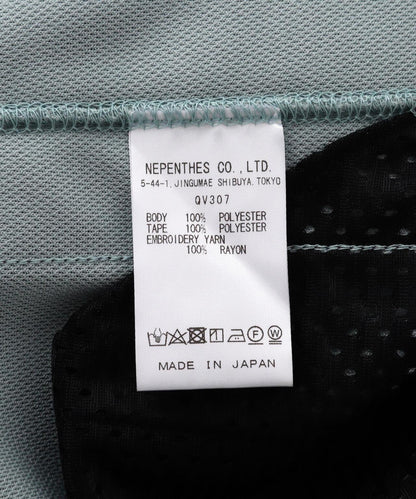 NEPENTHES CO., LTD.
5-44-1, JINGUMAE SHIBUYA, TOKYO
QV307
BODY 100% POLYESTER
TAPE 100% POLYESTER
EMBROIDERY YARN
100% RAYON
F W
MADE IN JAPAN